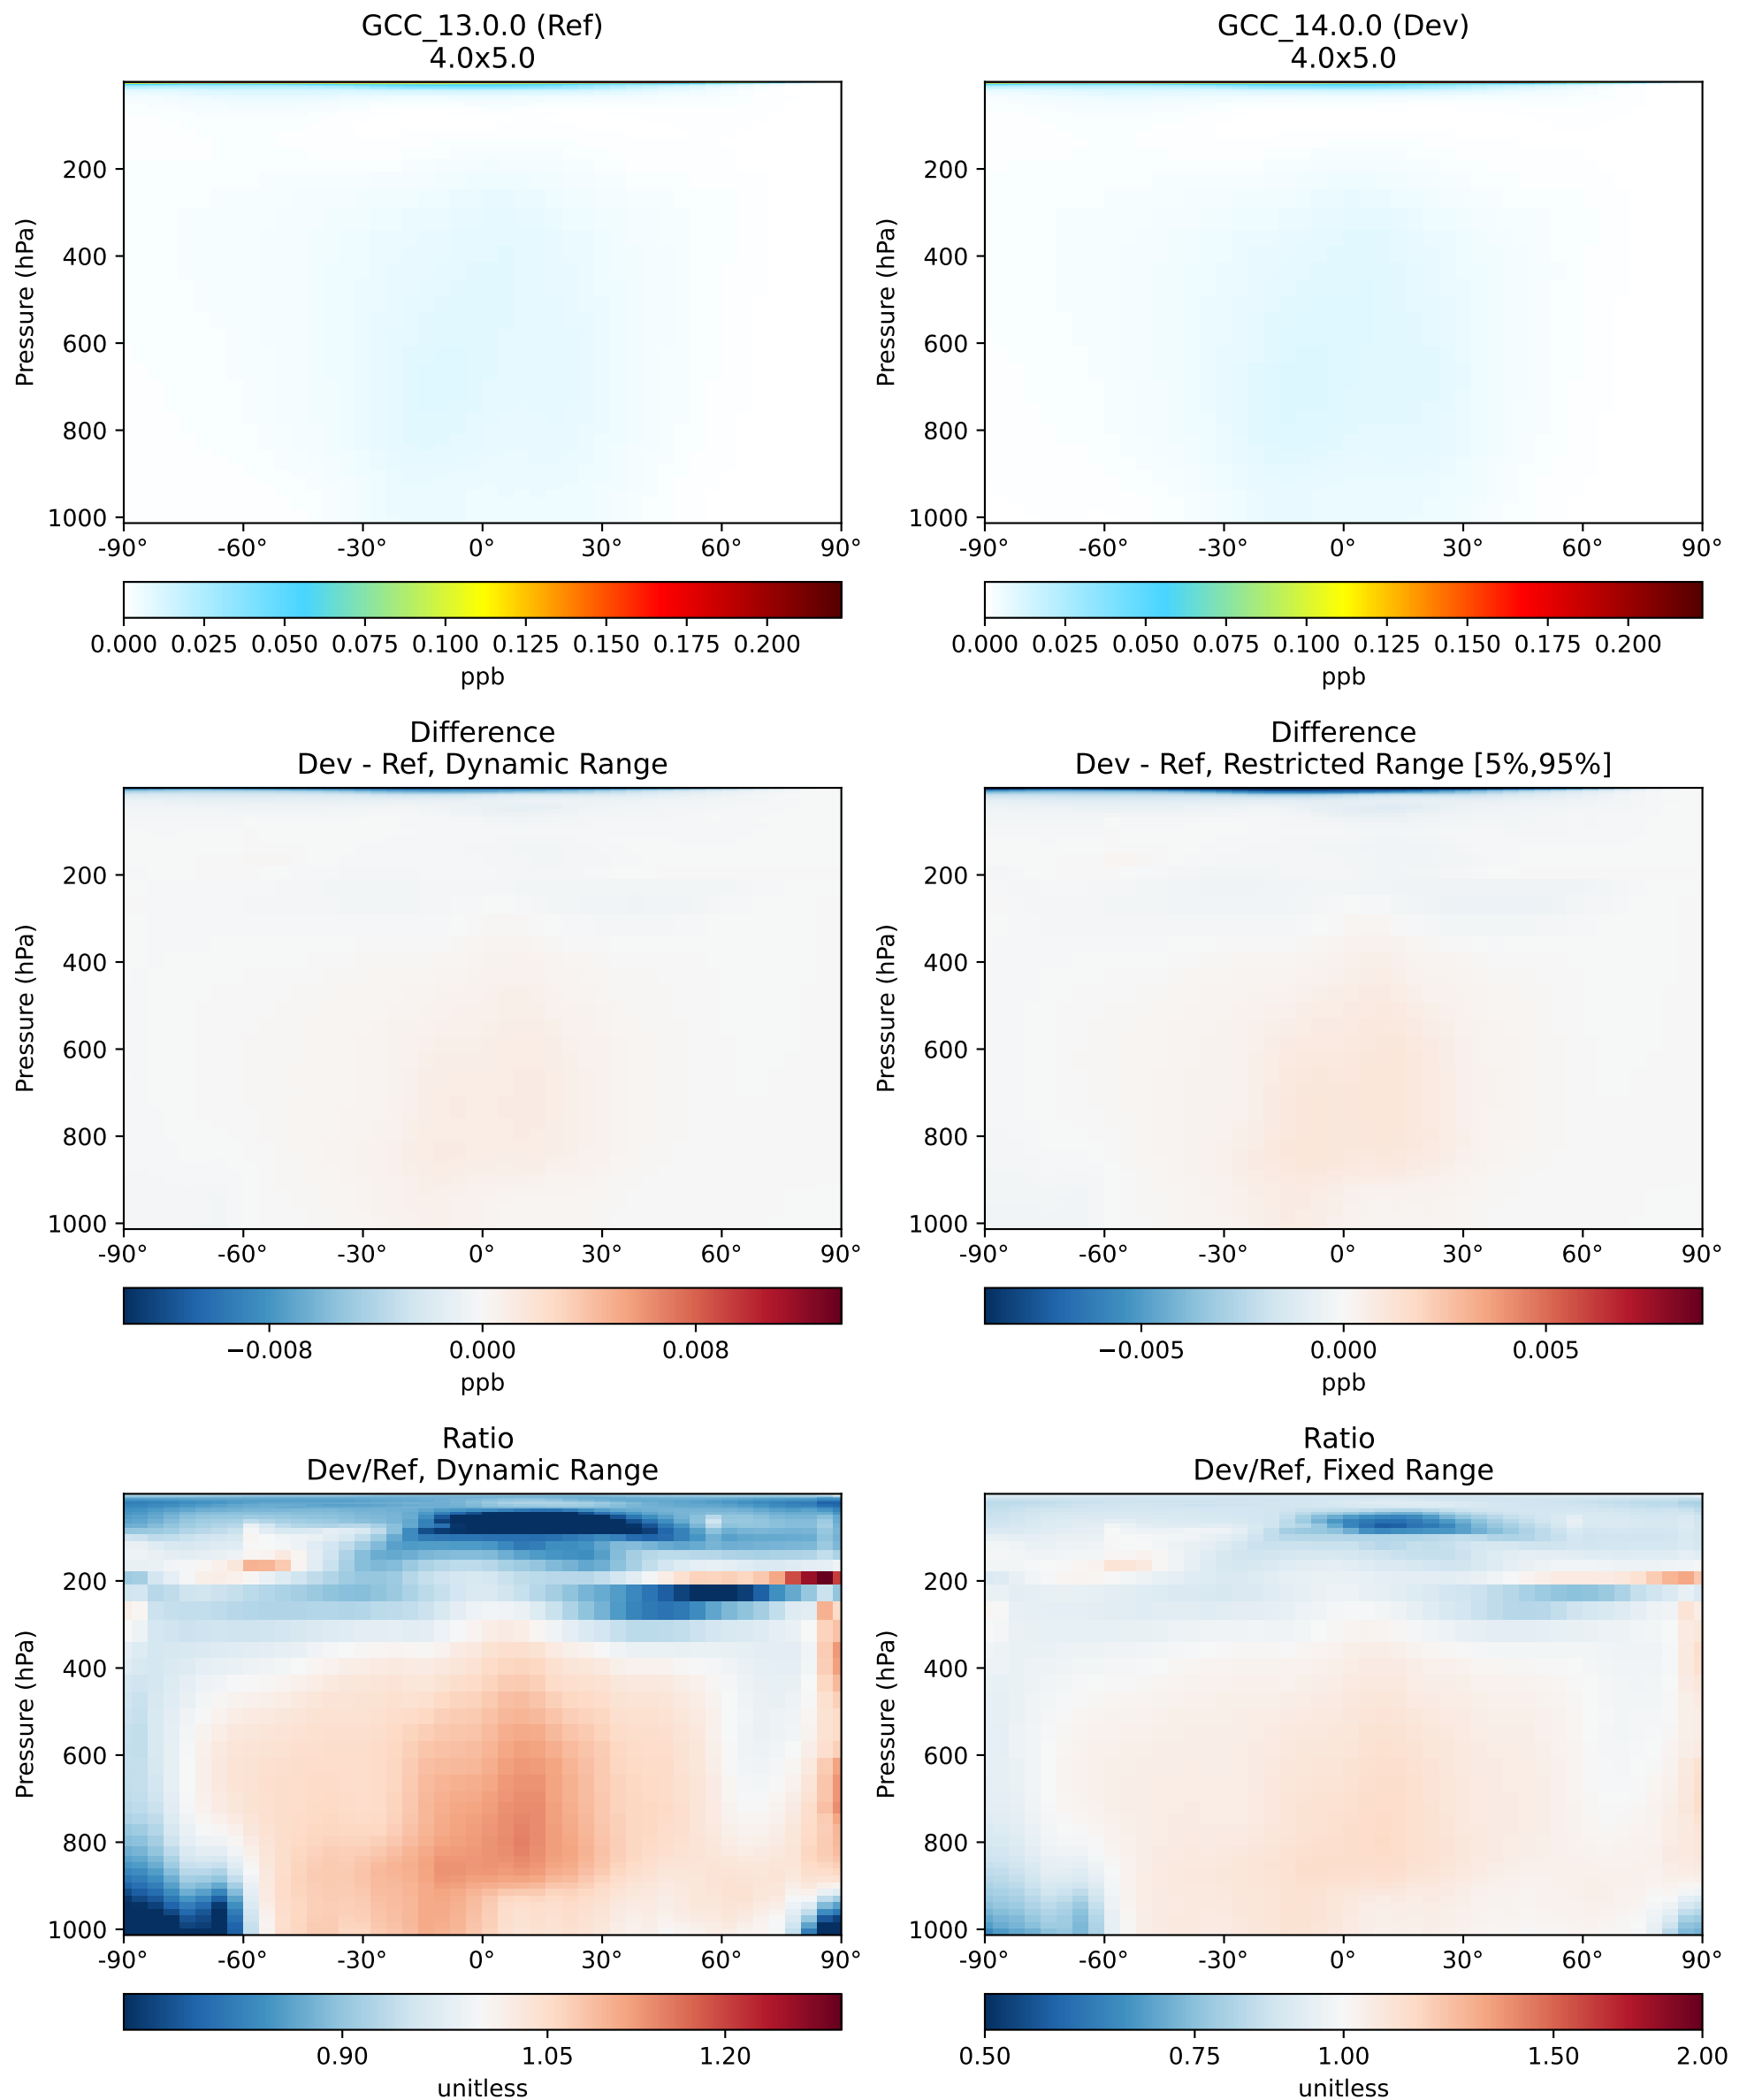 GCC_13.0.0 (Ref)
4.0x5.0
Pressure (hPa)
200
400
600
800
1000
-90° -60° -30° 0° 30° 60° 90°
0.000 0.025 0.050 0.075 0.100 0.125 0.150 0.175 0.200
ppb
GCC_14.0.0 (Dev)
4.0x5.0
Pressure (hPa)
200
400
600
800
1000
-90° -60° -30° 0° 30° 60° 90°
0.000 0.025 0.050 0.075 0.100 0.125 0.150 0.175 0.200
ppb
Difference
Dev - Ref, Dynamic Range
Pressure (hPa)
200
400
600
800
1000
-90° -60° -30° 0° 30° 60° 90°
−0.008 0.000 0.008
ppb
Difference
Dev - Ref, Restricted Range [5%,95%]
Pressure (hPa)
200
400
600
800
1000
-90° -60° -30° 0° 30° 60° 90°
−0.005 0.000 0.005
ppb
Ratio
Dev/Ref, Dynamic Range
Pressure (hPa)
200
400
600
800
1000
-90° -60° -30° 0° 30° 60° 90°
0.90 1.05 1.20
unitless
Ratio
Dev/Ref, Fixed Range
Pressure (hPa)
200
400
600
800
1000
-90° -60° -30° 0° 30° 60° 90°
0.50 0.75 1.00 1.50 2.00
unitless